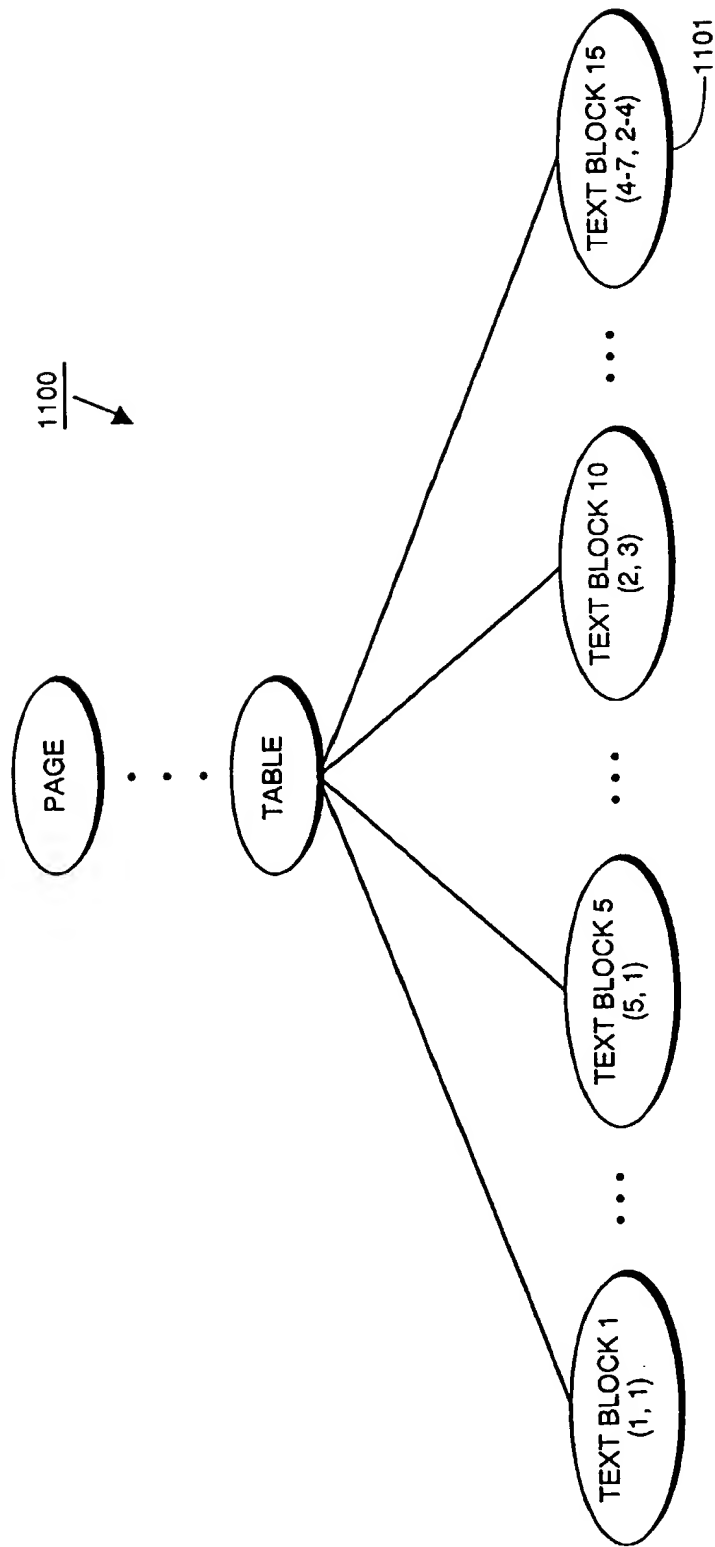 1100
PAGE
TABLE
TEXT BLOCK 1
(1, 1)
TEXT BLOCK 5
(5, 1)
TEXT BLOCK 10
(2, 3)
TEXT BLOCK 15
(4-7, 2-4)
1101